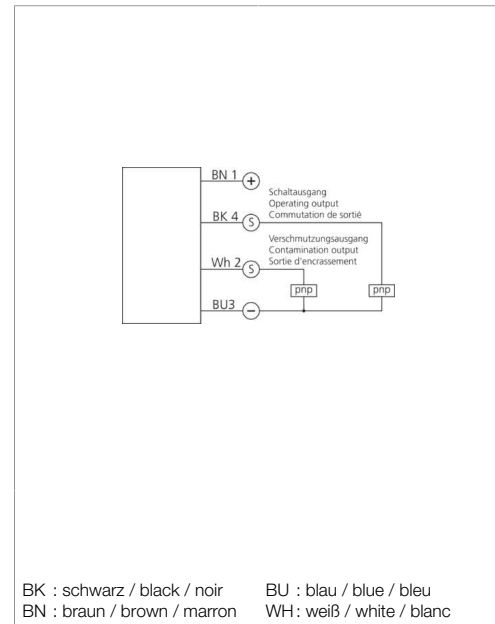 BN 1 +
Schaltausgang
Operating output
BK 4 S Commutation de sortié
Verschmutzungsausgang
Contamination output
Wh 2 S Sortie d'encrassement
pnp pnp
BU3 −
BK : schwarz / black / noir BU : blau / blue / bleu
BN : braun / brown / marron WH : weiß / white / blanc